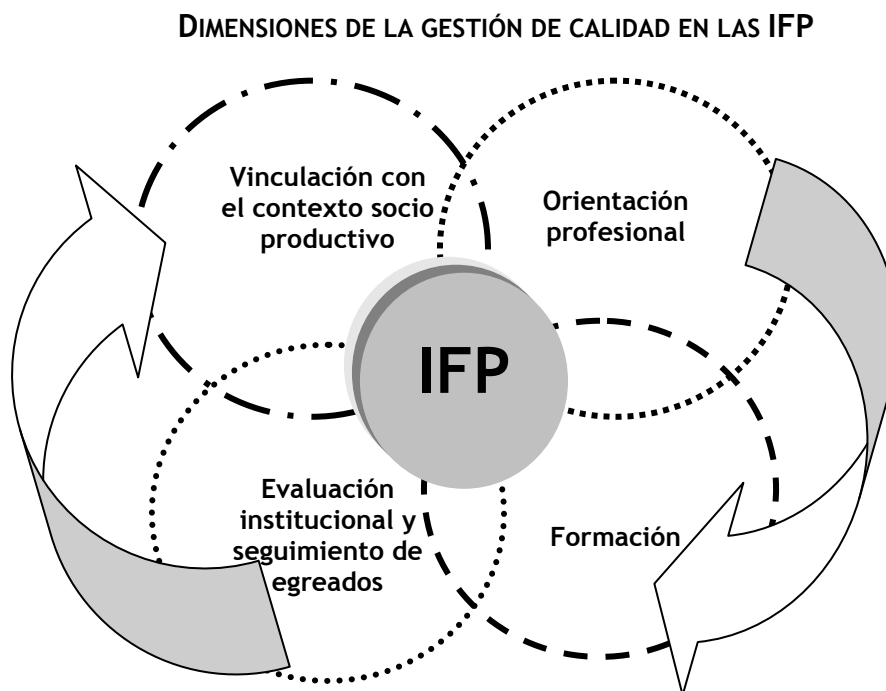 DIMENSIONES DE LA GESTIÓN DE CALIDAD EN LAS IFP
Vinculación con
el contexto socio
productivo
Orientación
profesional
IFP
Evaluación
institucional y
seguimiento de
egreados
Formación